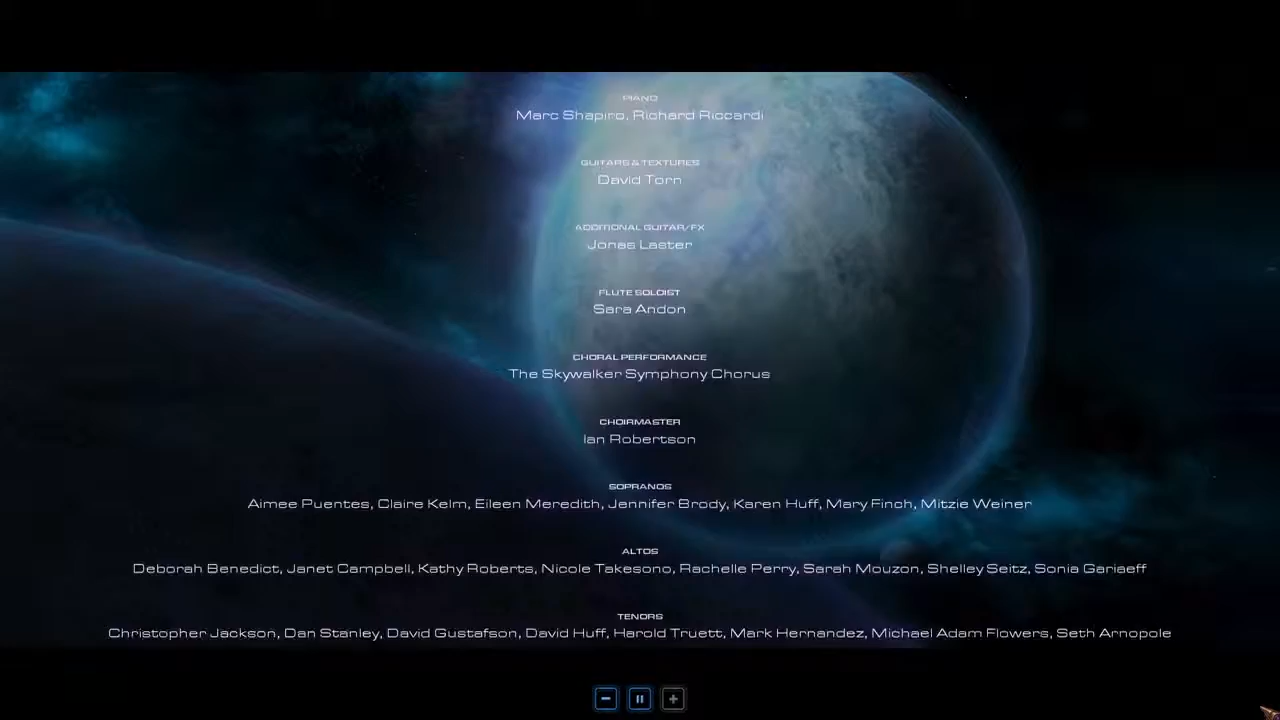 PIANO
Marc Shapiro, Richard Riccardi
GUITARS & TEXTURES
David Torn
ADDITIONAL GUITAR/FX
Jonas Laster
FLUTE SOLOIST
Sara Andon
CHORAL PERFORMANCE
The Skywalker Symphony Chorus
CHOIRMASTER
Ian Robertson
SOPRANOS
Aimee Puentes, Claire Kelm, Eileen Meredith, Jennifer Brody, Karen Huff, Mary Finch, Mitzie Weiner
ALTOS
Deborah Benedict, Janet Campbell, Kathy Roberts, Nicole Takesono, Rachelle Perry, Sarah Mouzon, Shelley Seitz, Sonia Gariaeff
TENORS
Christopher Jackson, Dan Stanley, David Gustafson, David Huff, Harold Truett, Mark Hernandez, Michael Adam Flowers, Seth Arnopole